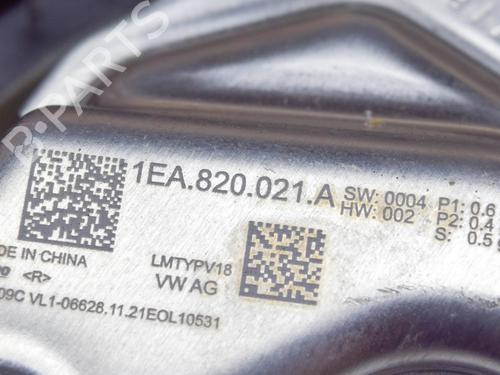 B-PARTS
1EA.820.021.A SW: 0004 P1: 0.6
HW: 002 P2: 0.4
S: 0.5
DE IN CHINA LMTYPV18
<R> VW AG
09C VL1-06628.11.21EOL10531